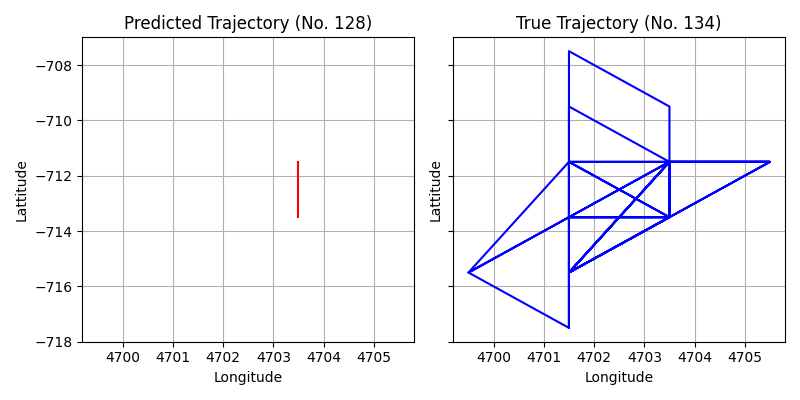 Predicted Trajectory (No. 128)
True Trajectory (No. 134)
−708
−710
−712
−714
−716
−718
Lattitude
Lattitude
4700 4701 4702 4703 4704 4705
4700 4701 4702 4703 4704 4705
Longitude
Longitude